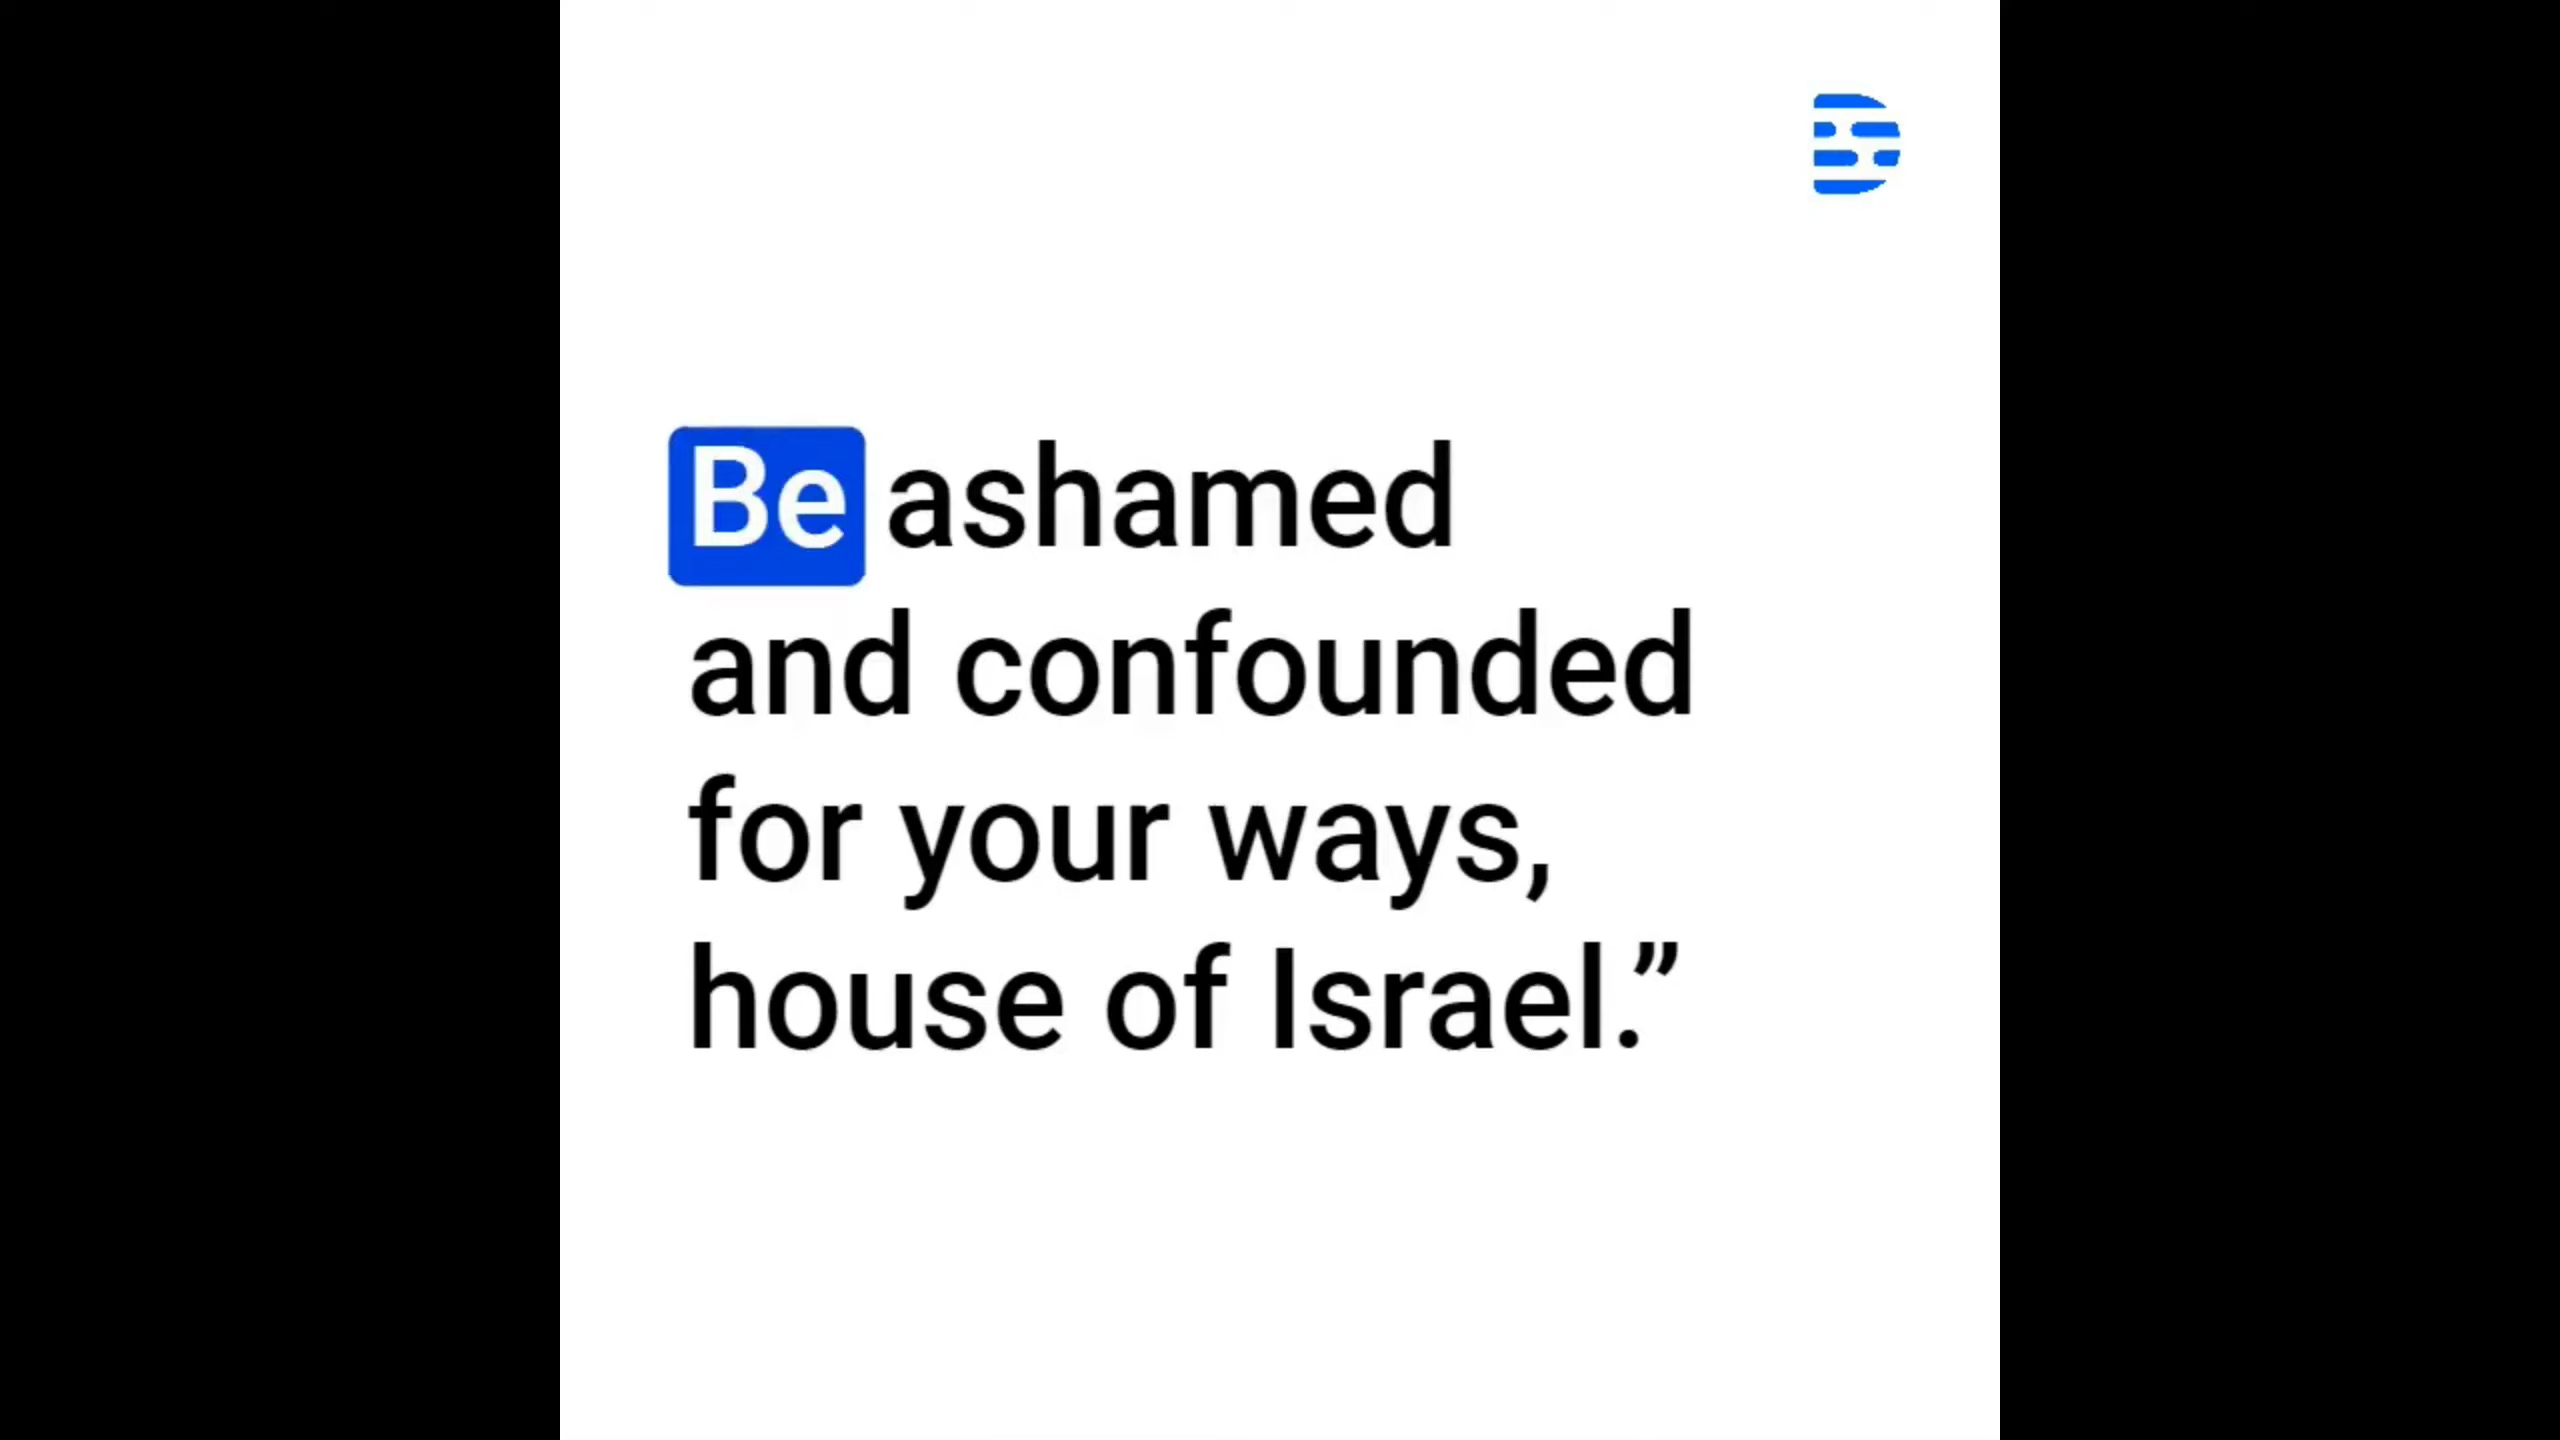 Be ashamed
and confounded
for your ways,
house of Israel.”